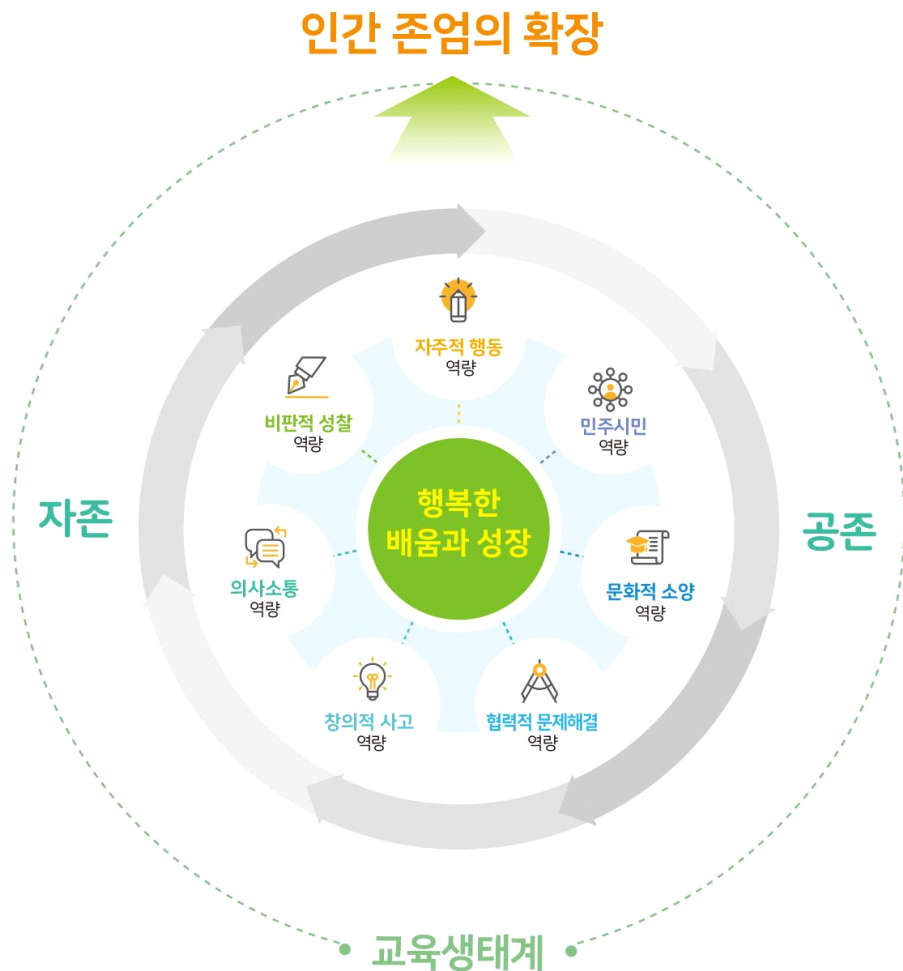 인간 존엄의 확장
자주적 행동
역량
비판적 성찰
역량
민주시민
역량
행복한
배움과 성장
자존
공존
의사소통
역량
문화적 소양
역량
창의적 사고
역량
협력적 문제해결
역량
교육생태계